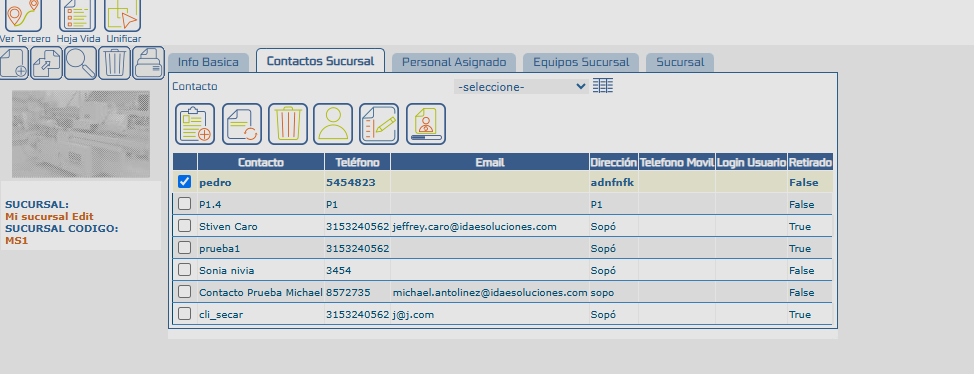 Ver Tercero Hoja Vida Unificar
Info Basica Contactos Sucursal Personal Asignado Equipos Sucursal Sucursal
Contacto -seleccione-
Contacto Teléfono Email Dirección Telefono Movil Login Usuario Retirado
pedro 5454823 adnfnfk False
P1.4 P1 P1 False
Stiven Caro 3153240562 jeffrey.caro@idaesoluciones.com Sopó True
prueba1 3153240562 Sopó True
Sonia nivia 3454 Sopó False
Contacto Prueba Michael 8572735 michael.antolinez@idaesoluciones.com sopo False
cli_secar 3153240562 j@j.com Sopó True
SUCURSAL:
Mi sucursal Edit
SUCURSAL CODIGO:
MS1